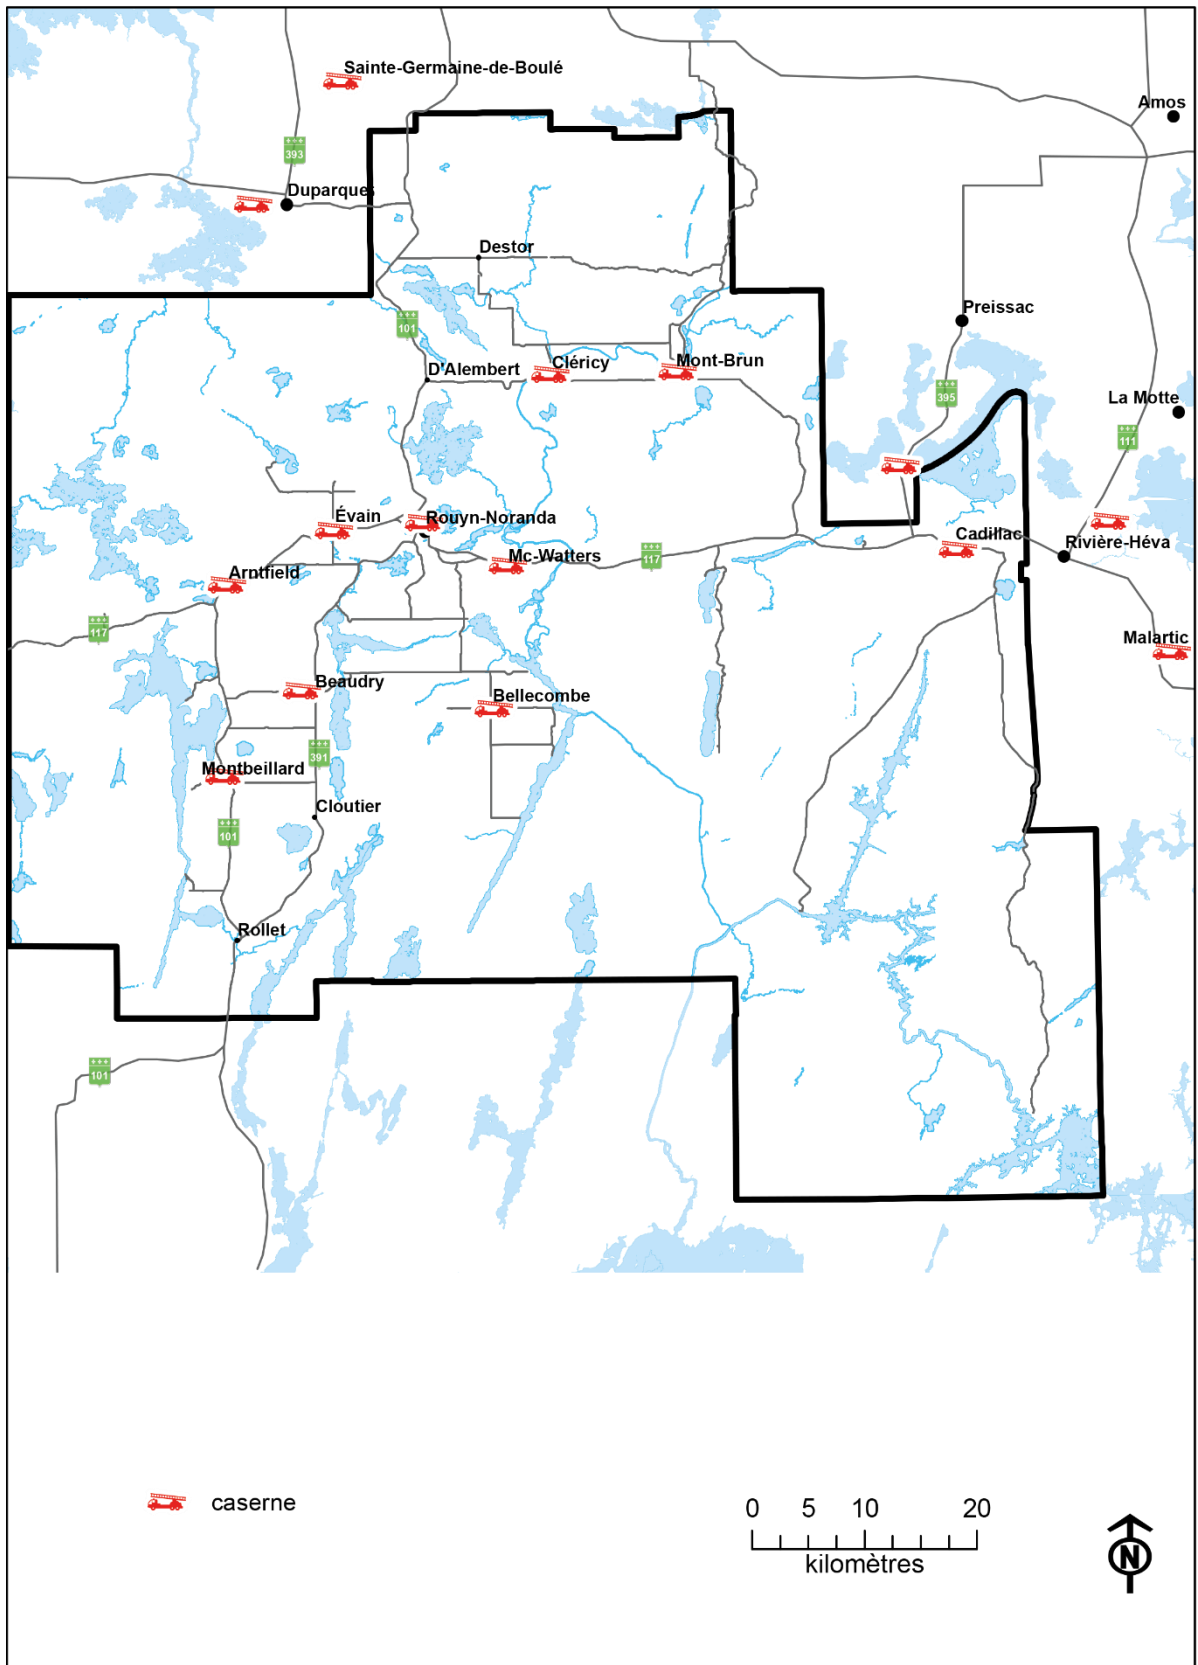 Sainte-Germaine-de-Boulé
Amos
393
Duparquet
Destor
Preissac
101
D'Alembert
Cléricy
Mont-Brun
395
La Motte
111
Évain
Rouyn-Noranda
Cadillac
Rivière-Héva
Mc-Watters
117
Arntfield
117
Malartic
Beaudry
Bellecombe
391
Montbeillard
Cloutier
101
Rollet
101
caserne
0 5 10 20
kilomètres
N